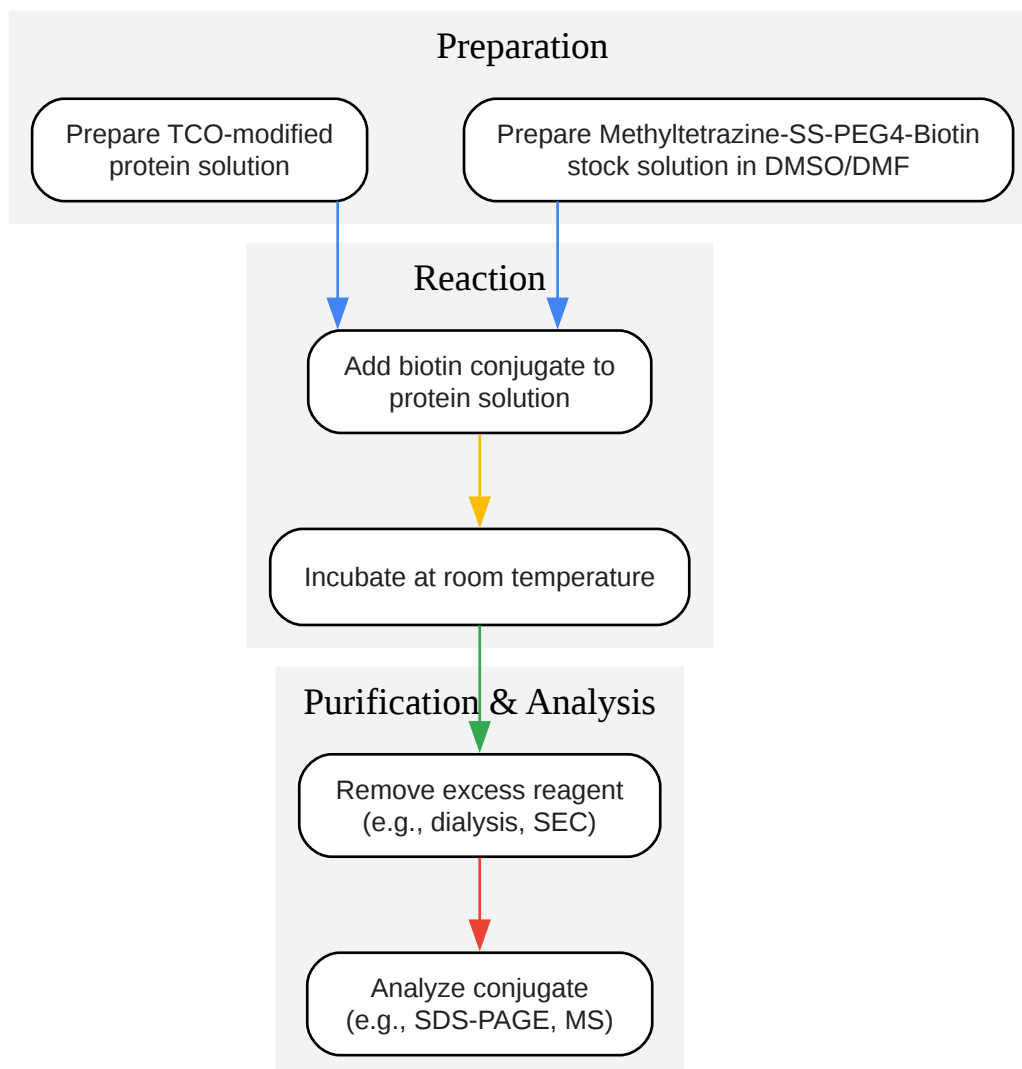 Preparation
Prepare TCO-modified
protein solution
Prepare Methyltetrazine-SS-PEG4-Biotin
stock solution in DMSO/DMF
Reaction
Add biotin conjugate to
protein solution
Incubate at room temperature
Purification & Analysis
Remove excess reagent
(e.g., dialysis, SEC)
Analyze conjugate
(e.g., SDS-PAGE, MS)